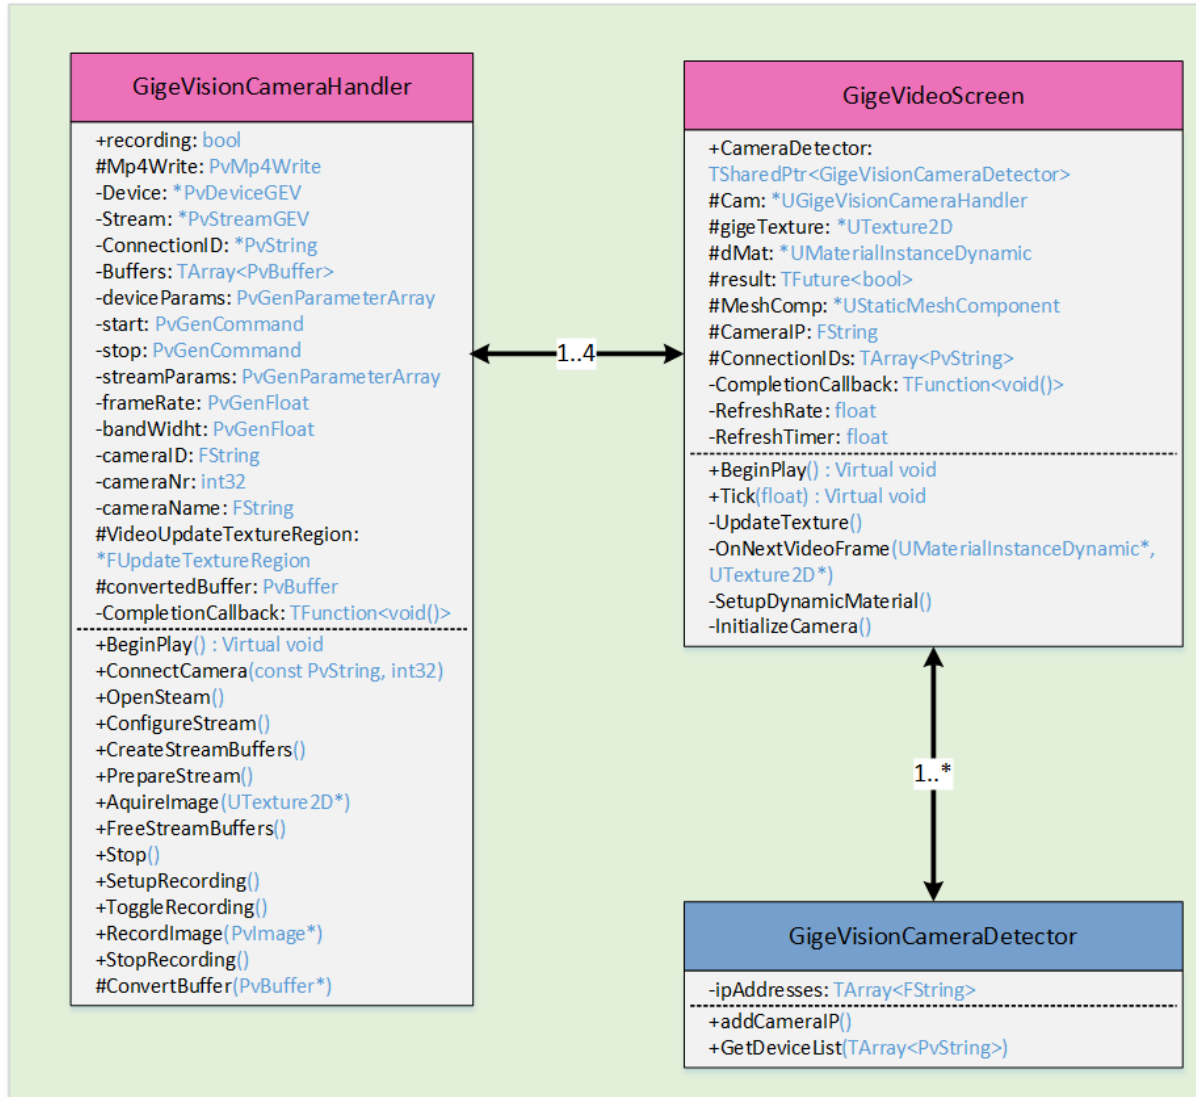 GigeVisionCameraHandler
+recording: bool
#Mp4Write: PvMp4Write
-Device: *PvDeviceGEV
-Stream: *PvStreamGEV
-ConnectionID: *PvString
-Buffers: TArray<PvBuffer>
-deviceParams: PvGenParameterArray
-start: PvGenCommand
-stop: PvGenCommand
-streamParams: PvGenParameterArray
-frameRate: PvGenFloat
-bandWidht: PvGenFloat
-cameraID: FString
-cameraNr: int32
-cameraName: FString
#VideoUpdateTextureRegion:
*FUpdateTextureRegion
#convertedBuffer: PvBuffer
-CompletionCallback: TFunction<void()>
+BeginPlay() : Virtual void
+ConnectCamera(const PvString, int32)
+OpenSteam()
+ConfigureStream()
+CreateStreamBuffers()
+PrepareStream()
+AquireImage(UTexture2D*)
+FreeStreamBuffers()
+Stop()
+SetupRecording()
+ToggleRecording()
+RecordImage(PvImage*)
+StopRecording()
#ConvertBuffer(PvBuffer*)
1..4
GigeVideoScreen
+CameraDetector:
TSharedPtr<GigeVisionCameraDetector>
#Cam: *UGigeVisionCameraHandler
#gigeTexture: *UTexture2D
#dMat: *UMaterialInstanceDynamic
#result: TFuture<bool>
#MeshComp: *UStaticMeshComponent
#CameraIP: FString
#ConnectionIDs: TArray<PvString>
-CompletionCallback: TFunction<void()>
-RefreshRate: float
-RefreshTimer: float
+BeginPlay() : Virtual void
+Tick(float) : Virtual void
-UpdateTexture()
-OnNextVideoFrame(UMaterialInstanceDynamic*,
UTexture2D*)
-SetupDynamicMaterial()
-InitializeCamera()
1..*
GigeVisionCameraDetector
-ipAddresses: TArray<FString>
+addCameraIP()
+GetDeviceList(TArray<PvString>)